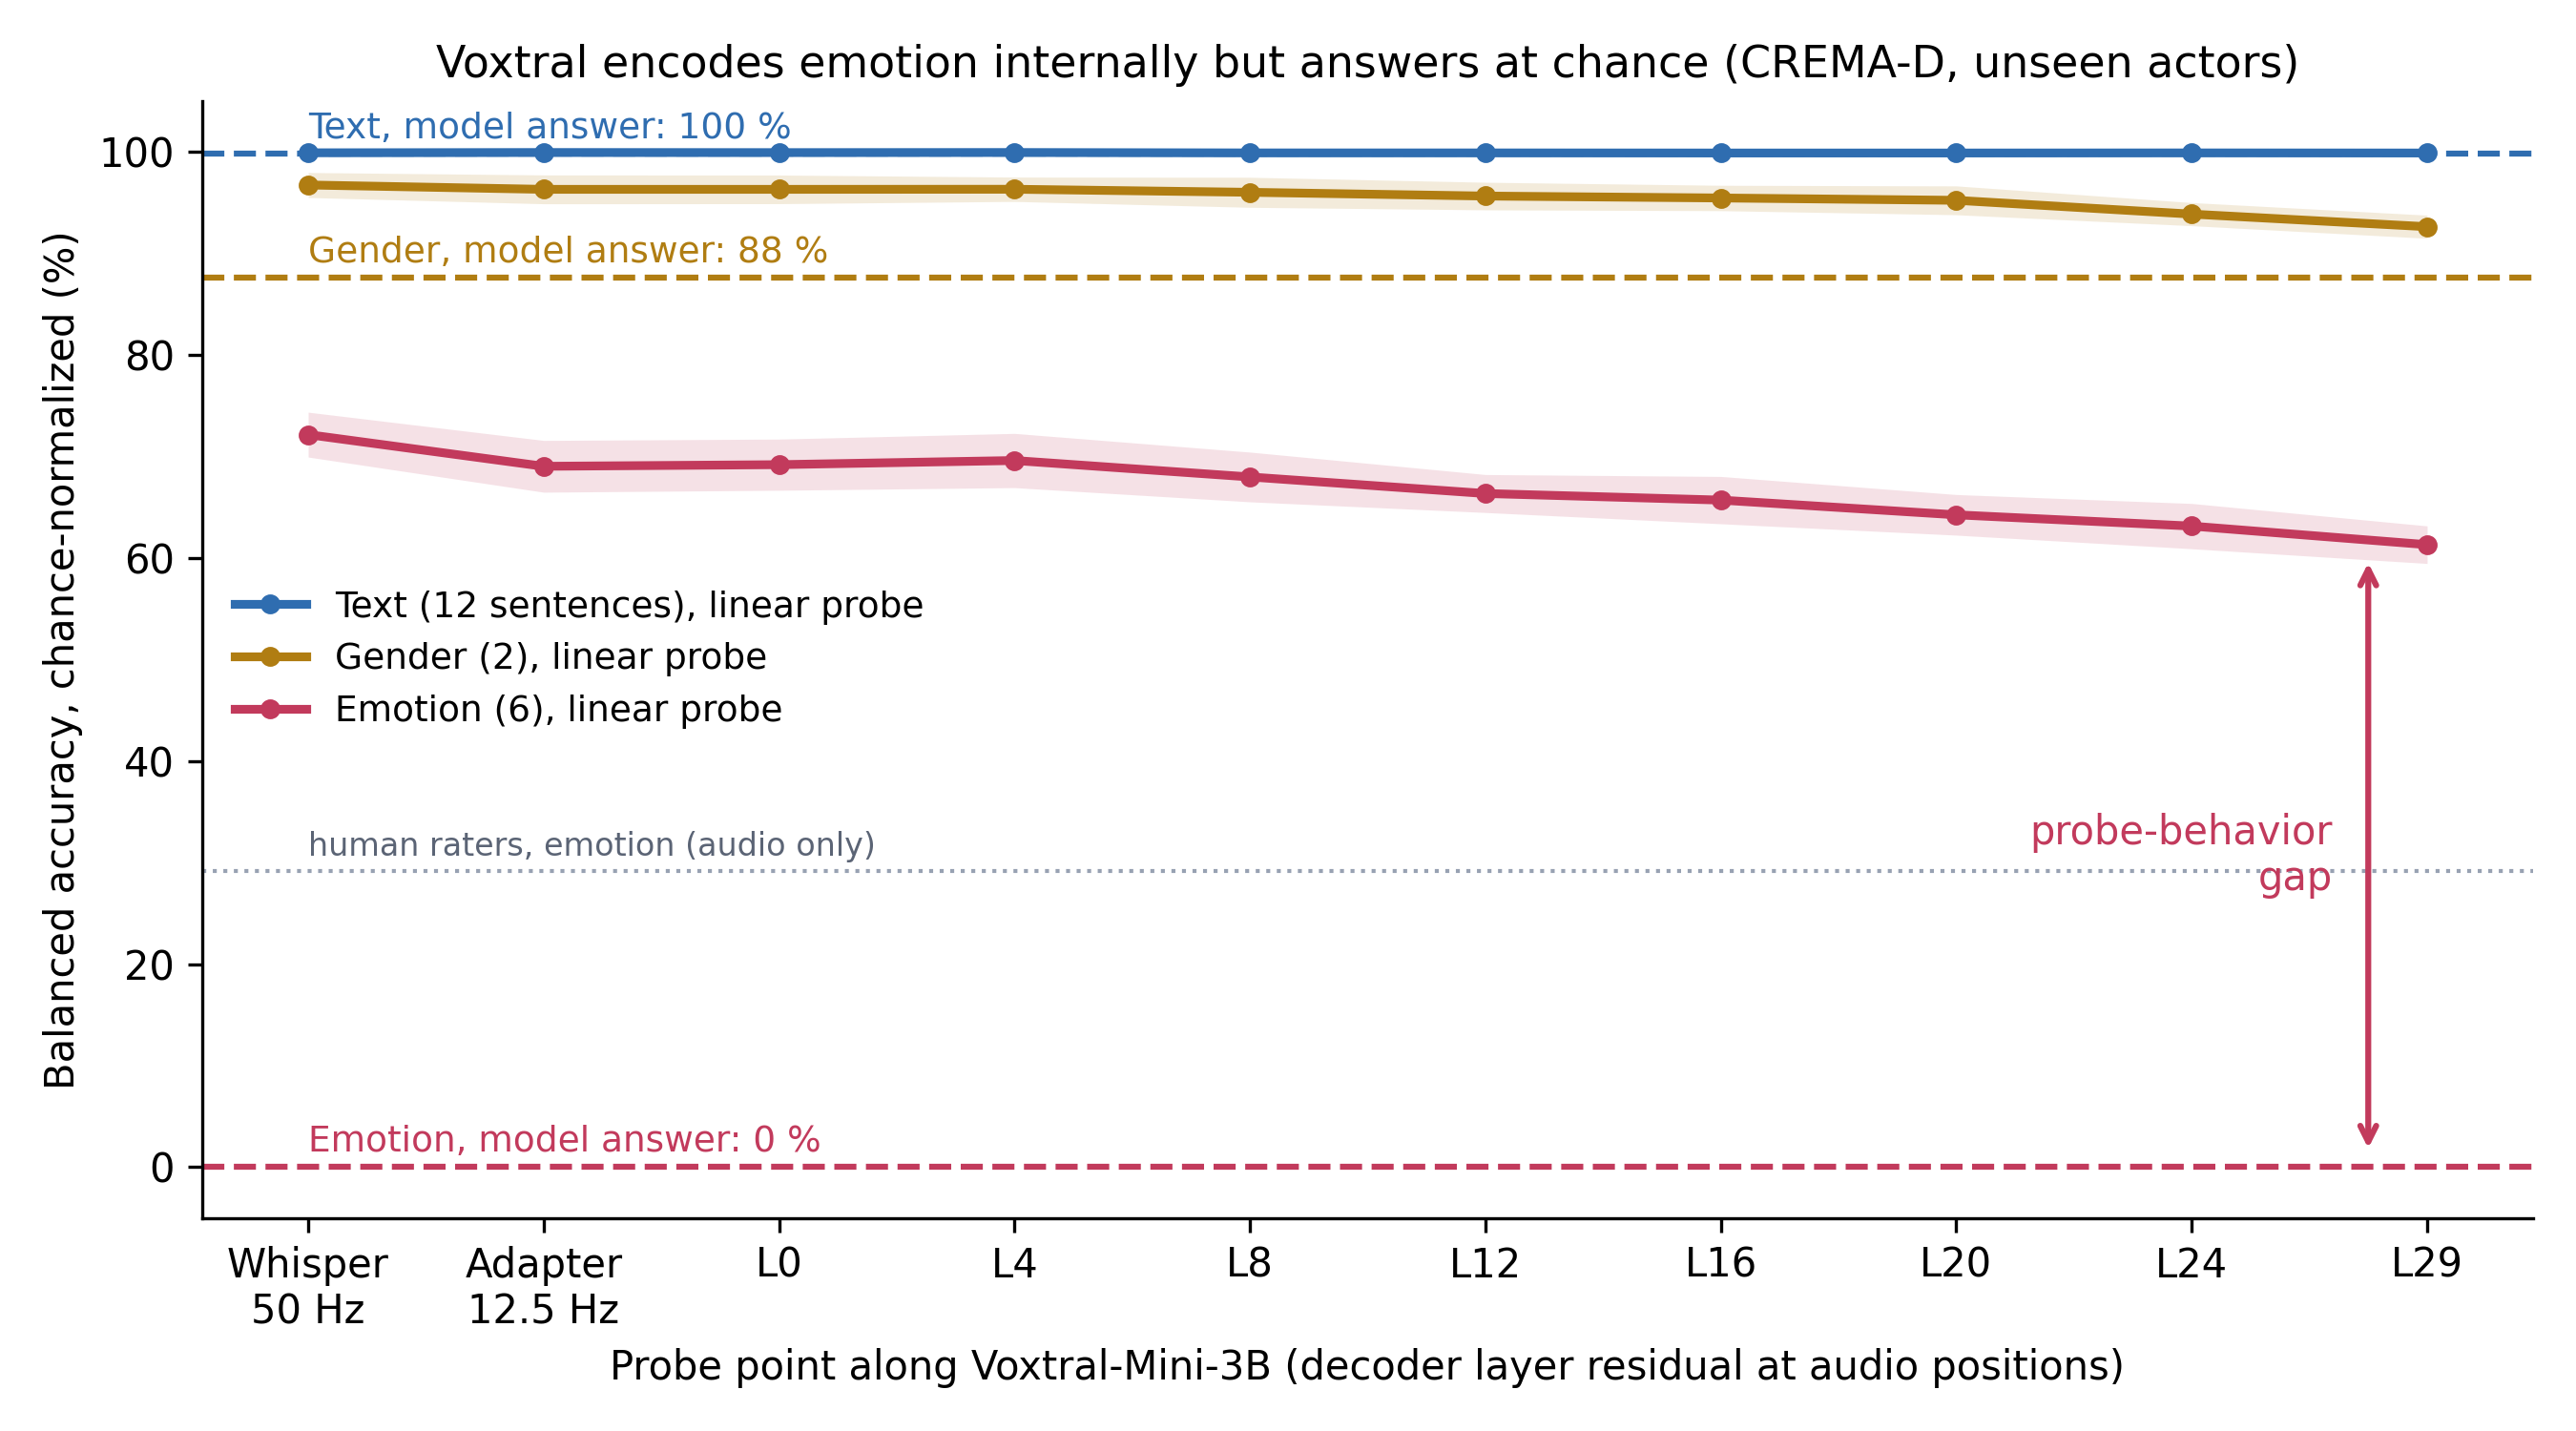 Voxtral encodes emotion internally but answers at chance (CREMA-D, unseen actors)
Balanced accuracy, chance-normalized (%)
100
80
60
40
20
0
Text, model answer: 100 %
Gender, model answer: 88 %
Text (12 sentences), linear probe
Gender (2), linear probe
Emotion (6), linear probe
human raters, emotion (audio only)
probe-behavior
gap
Emotion, model answer: 0 %
Whisper
50 Hz
Adapter
12.5 Hz
L0
L4
L8
L12
L16
L20
L24
L29
Probe point along Voxtral-Mini-3B (decoder layer residual at audio positions)